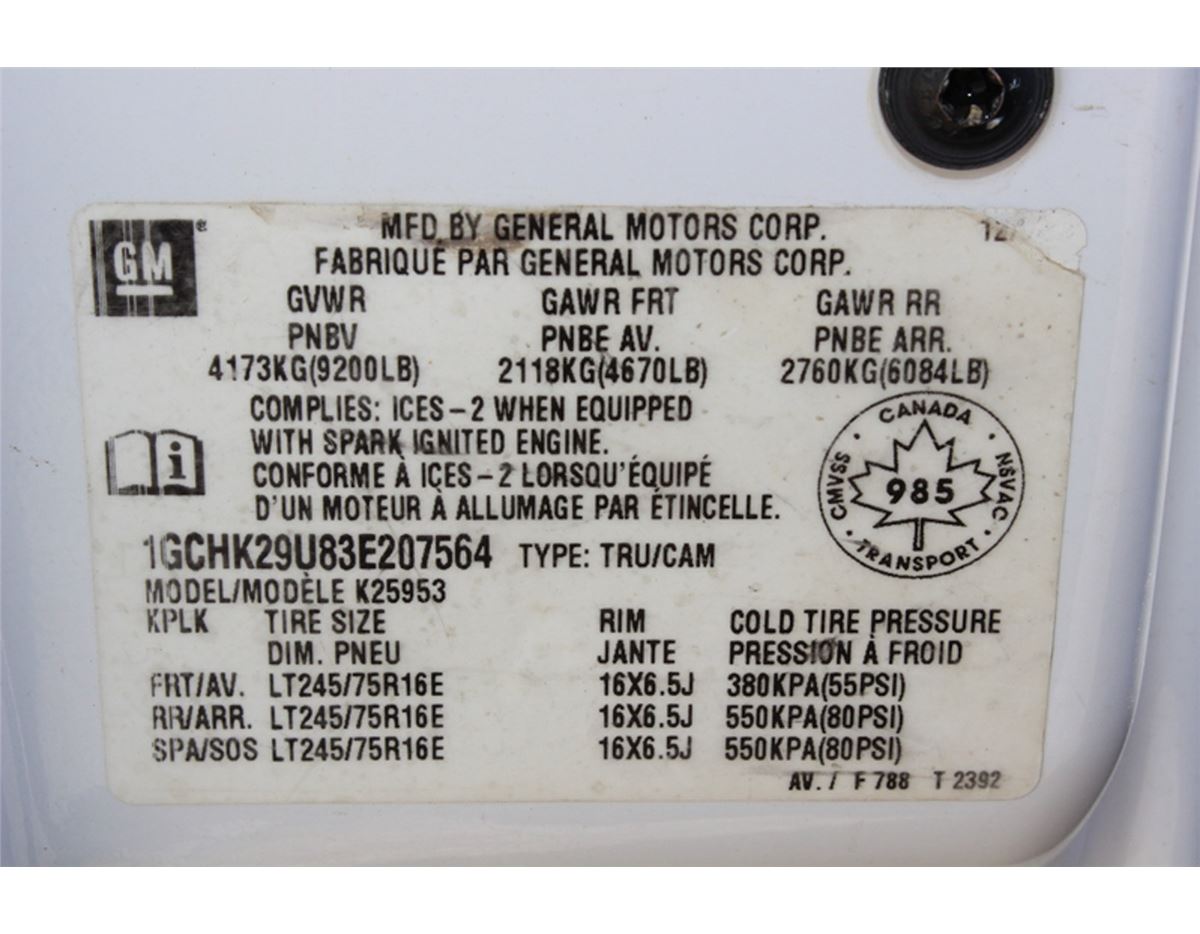 GM ®
MFD BY GENERAL MOTORS CORP. 12/
FABRIQUÉ PAR GENERAL MOTORS CORP.
GVWR GAWR FRT GAWR RR
PNBV PNBE AV. PNBE ARR.
4173KG(9200LB) 2118KG(4670LB) 2760KG(6084LB)
COMPLIES: ICES-2 WHEN EQUIPPED
WITH SPARK IGNITED ENGINE.
CONFORME À ICES-2 LORSQU'ÉQUIPÉ
D'UN MOTEUR À ALLUMAGE PAR ÉTINCELLE.
i
CANADA
CMVSS 985 NSVAC
TRANSPORT
1GCHK29U83E207564 TYPE: TRU/CAM
MODEL/MODÈLE K25953
KPLK TIRE SIZE RIM COLD TIRE PRESSURE
DIM. PNEU JANTE PRESSION À FROID
FRT/AV. LT245/75R16E 16X6.5J 380KPA(55PSI)
RR/ARR. LT245/75R16E 16X6.5J 550KPA(80PSI)
SPA/SOS LT245/75R16E 16X6.5J 550KPA(80PSI)
AV. / F 788 T 2392